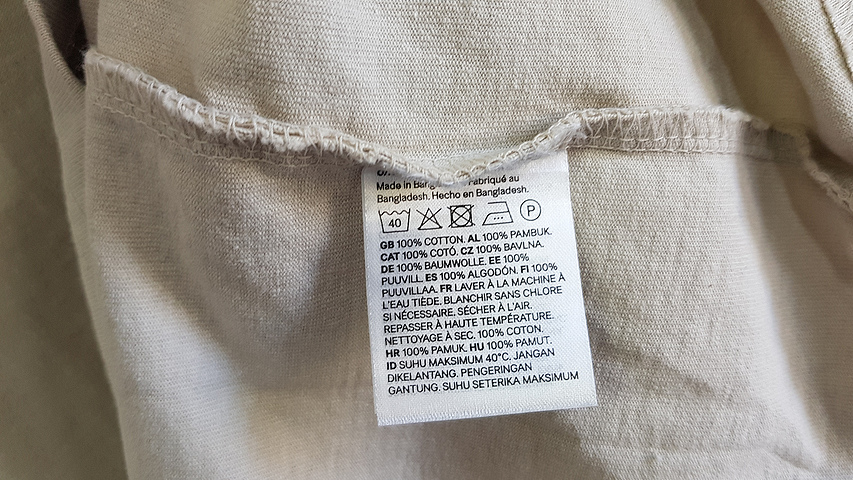 Made in Bang Fabriqué au
Bangladesh. Hecho en Bangladesh.
40 P
GB 100% COTTON. AL 100% PAMBUK.
CAT 100% COTÓ. CZ 100% BAVLNA.
DE 100% BAUMWOLLE. EE 100%
PUUVILL. ES 100% ALGODÓN. FI 100%
PUUVILLAA. FR LAVER À LA MACHINE À
L'EAU TIÈDE. BLANCHIR SANS CHLORE
SI NÉCESSAIRE. SÉCHER À L'AIR.
REPASSER À HAUTE TEMPÉRATURE.
NETTOYAGE À SEC. 100% COTON.
HR 100% PAMUK. HU 100% PAMUT.
ID SUHU MAKSIMUM 40°C. JANGAN
DIKELANTANG. PENGERINGAN
GANTUNG. SUHU SETERIKA MAKSIMUM